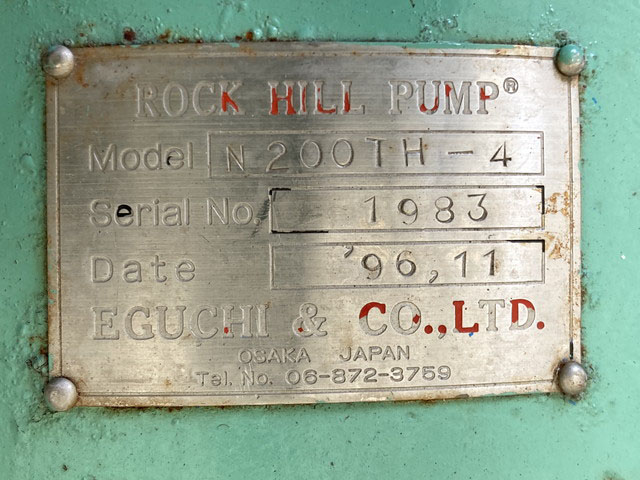 ROCK HILL PUMP®
Model N200TH-4
Serial No. 1983
Date '96,11
EGUCHI & CO.,LTD.
OSAKA JAPAN
Tel. No. 06-872-3759